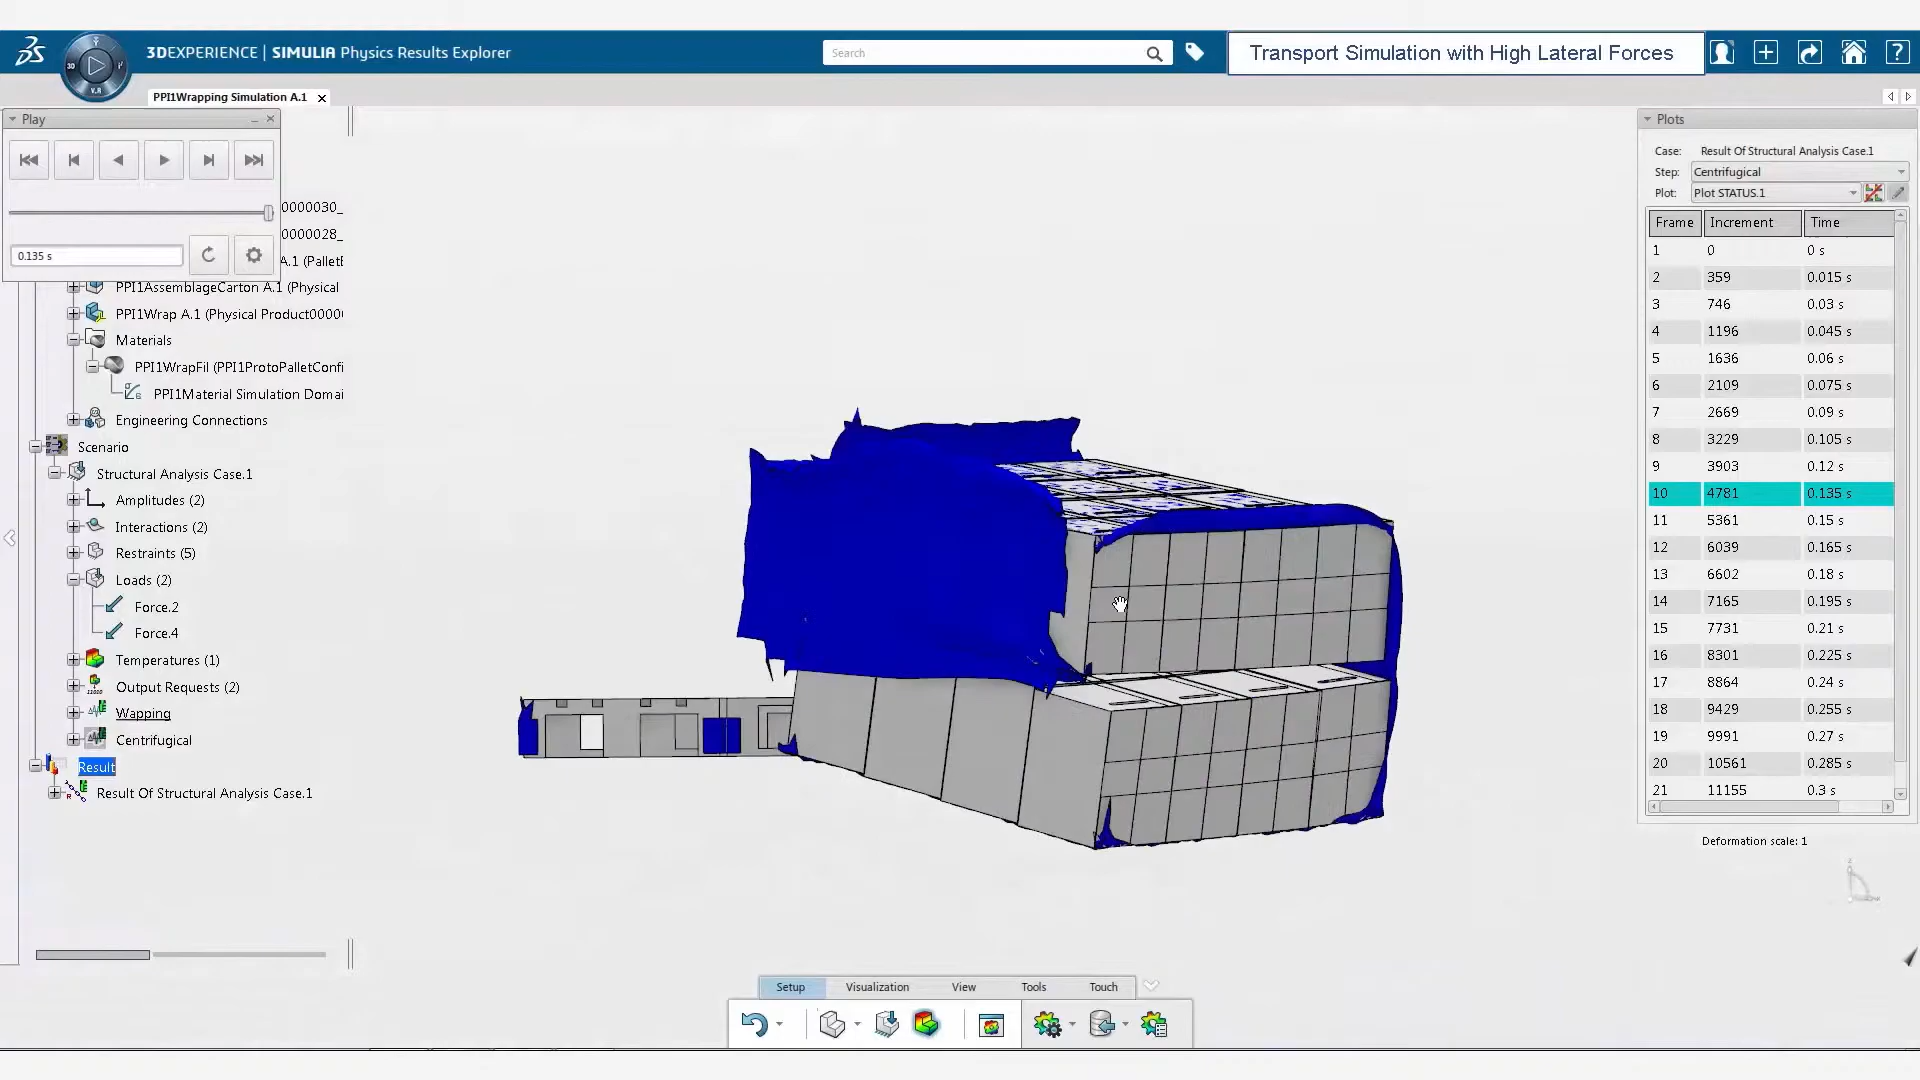 3DEXPERIENCE | SIMULIA Physics Results Explorer
Search
Transport Simulation with High Lateral Forces
PPI1Wrapping Simulation A.1
Play
0.135 s
0000030_
0000028_
A.1 (PalletE
PPI1AssemblageCarton A.1 (Physical
PPI1Wrap A.1 (Physical Product0000
Materials
PPI1WrapFil (PPI1ProtoPalletConfi
PPI1Material Simulation Domai
Engineering Connections
Scenario
Structural Analysis Case.1
Amplitudes (2)
Interactions (2)
Restraints (5)
Loads (2)
Force.2
Force.4
Temperatures (1)
Output Requests (2)
Wapping
Centrifugical
Result
Result Of Structural Analysis Case.1
Plots
Case: Result Of Structural Analysis Case.1
Step: Centrifugical
Plot: Plot STATUS.1
Frame Increment Time
1 0 0 s
2 359 0.015 s
3 746 0.03 s
4 1196 0.045 s
5 1636 0.06 s
6 2109 0.075 s
7 2669 0.09 s
8 3229 0.105 s
9 3903 0.12 s
10 4781 0.135 s
11 5361 0.15 s
12 6039 0.165 s
13 6602 0.18 s
14 7165 0.195 s
15 7731 0.21 s
16 8301 0.225 s
17 8864 0.24 s
18 9429 0.255 s
19 9991 0.27 s
20 10561 0.285 s
21 11155 0.3 s
Deformation scale: 1
Setup Visualization View Tools Touch